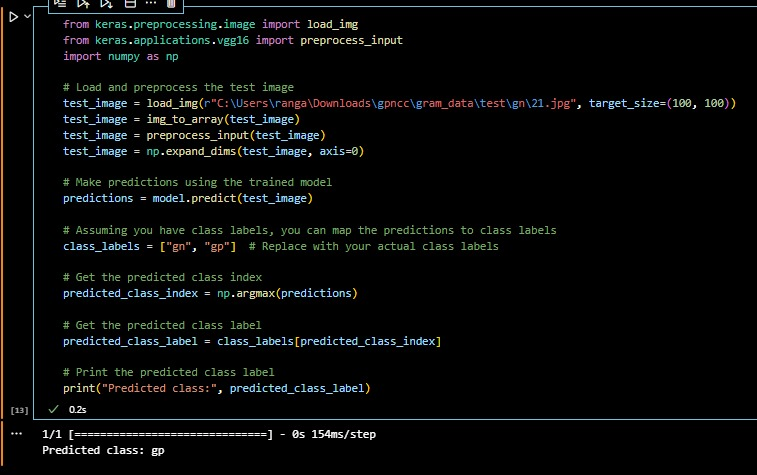 from keras.preprocessing.image import load_img
from keras.applications.vgg16 import preprocess_input
import numpy as np

# Load and preprocess the test image
test_image = load_img(r"C:\Users\ranga\Downloads\gpncc\gram_data\test\gn\21.jpg", target_size=(100, 100))
test_image = img_to_array(test_image)
test_image = preprocess_input(test_image)
test_image = np.expand_dims(test_image, axis=0)

# Make predictions using the trained model
predictions = model.predict(test_image)

# Assuming you have class labels, you can map the predictions to class labels
class_labels = ["gn", "gp"]  # Replace with your actual class labels

# Get the predicted class index
predicted_class_index = np.argmax(predictions)

# Get the predicted class label
predicted_class_label = class_labels[predicted_class_index]

# Print the predicted class label
print("Predicted class:", predicted_class_label)
[13] ✓ 0.2s
... 1/1 [==============================] - 0s 154ms/step
Predicted class: gp